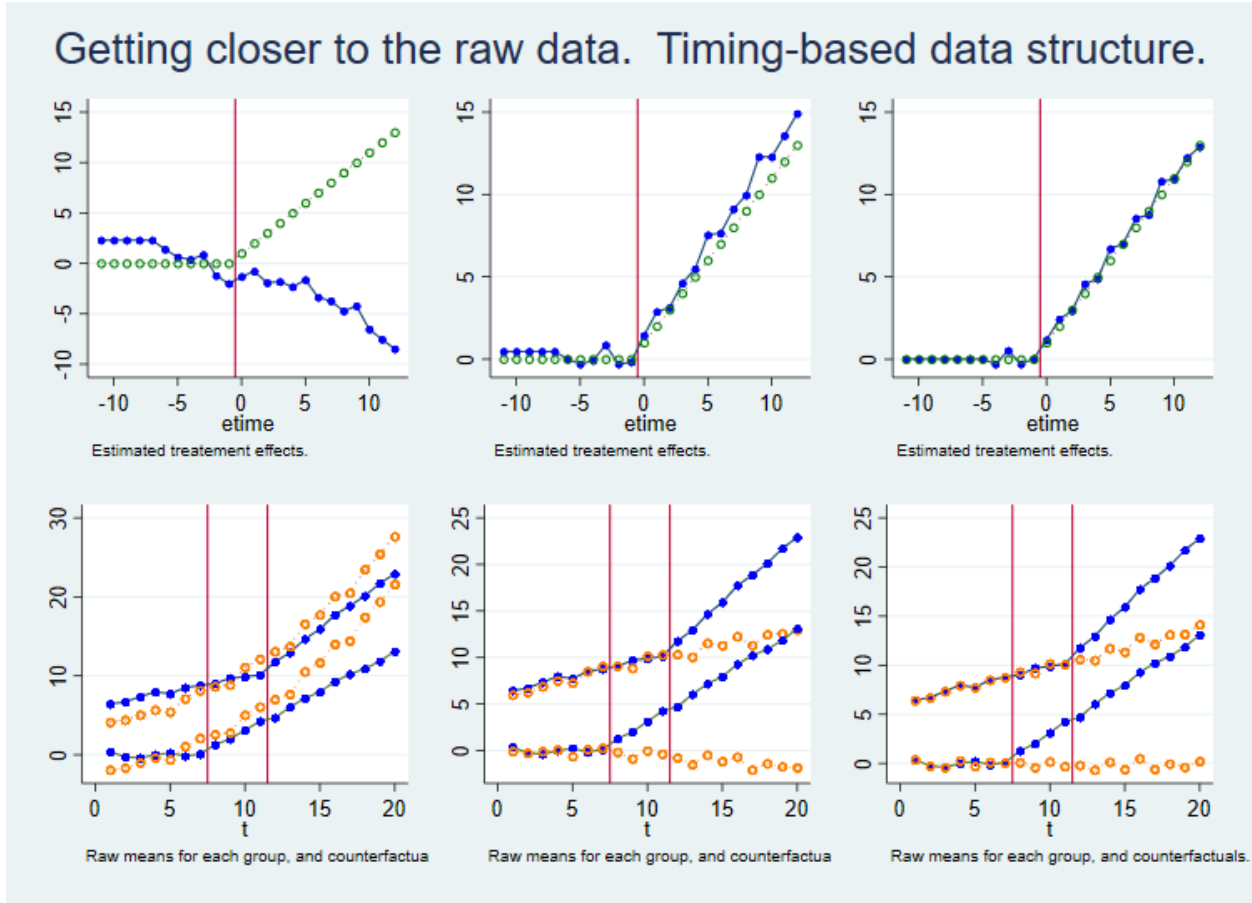 Getting closer to the raw data. Timing-based data structure.
15
10
5
0
-5
-10
-10 -5 0 5 10
etime
Estimated treatement effects.
15
10
5
0
-10 -5 0 5 10
etime
Estimated treatement effects.
15
10
5
0
-10 -5 0 5 10
etime
Estimated treatement effects.
30
20
10
0
0 5 10 15 20
t
Raw means for each group, and counterfactua
25
20
15
10
5
0
0 5 10 15 20
t
Raw means for each group, and counterfactua
25
20
15
10
5
0
0 5 10 15 20
t
Raw means for each group, and counterfactuals.